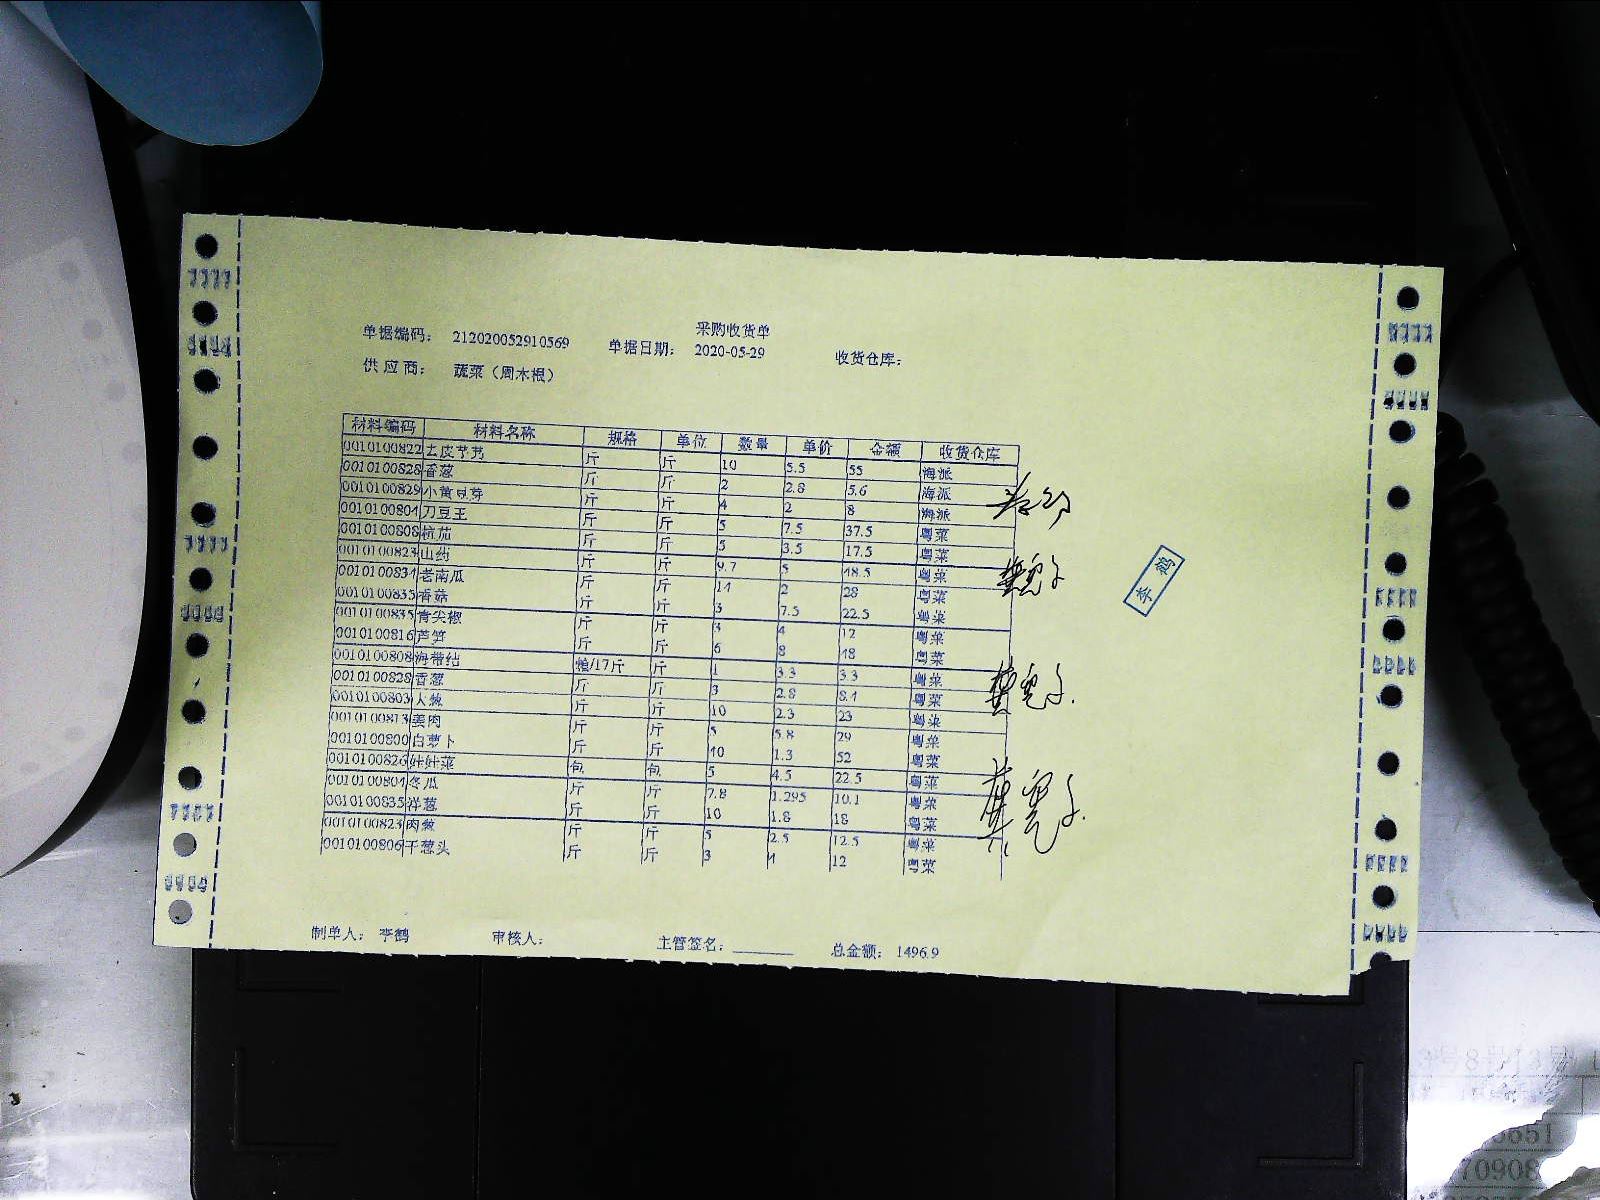 采购收货单
单据编码: 212020052910569 单据日期: 2020-05-29 收货仓库:
供应商: 蔬菜（周木根）
材料编码 材料名称 规格 单位 数量 单价 金额 收货仓库
0010100822 去皮芋艿 斤 斤 10 5.5 55 海派
0010100828 香葱 斤 斤 2 2.8 5.6 海派
0010100829 小黄豆芽 斤 斤 4 2 8 海派
0010100804 刀豆王 斤 斤 5 7.5 37.5 粤菜
0010100808 杭茄 斤 斤 5 3.5 17.5 粤菜
0010100823 山药 斤 斤 9.7 5 48.5 粤菜
0010100834 老南瓜 斤 斤 14 2 28 粤菜
0010100835 香菇 斤 斤 3 7.5 22.5 粤菜
0010100835 青尖椒 斤 斤 3 4 12 粤菜
0010100816 芦笋 斤 斤 6 8 48 粤菜
0010100808 海带结 /17斤 斤 1 3.3 3.3 粤菜
0010100828 香葱 斤 斤 3 2.8 8.4 粤菜
0010100803 大葱 斤 斤 10 2.3 23 粤菜
0010100813 姜肉 斤 斤 5 5.8 29 粤菜
0010100800 白萝卜 斤 斤 40 1.3 52 粤菜
0010100826 娃娃菜 包 包 5 4.5 22.5 粤菜
0010100804 冬瓜 斤 斤 7.8 1.295 10.1 粤菜
0010100835 洋葱 斤 斤 10 1.8 18 粤菜
0010100823 肉葱 斤 斤 5 2.5 12.5 粤菜
0010100806 干葱头 斤 斤 3 4 12 粤菜
李鹤
制单人: 李鹤 审核人: 主管签名: 总金额: 1496.9